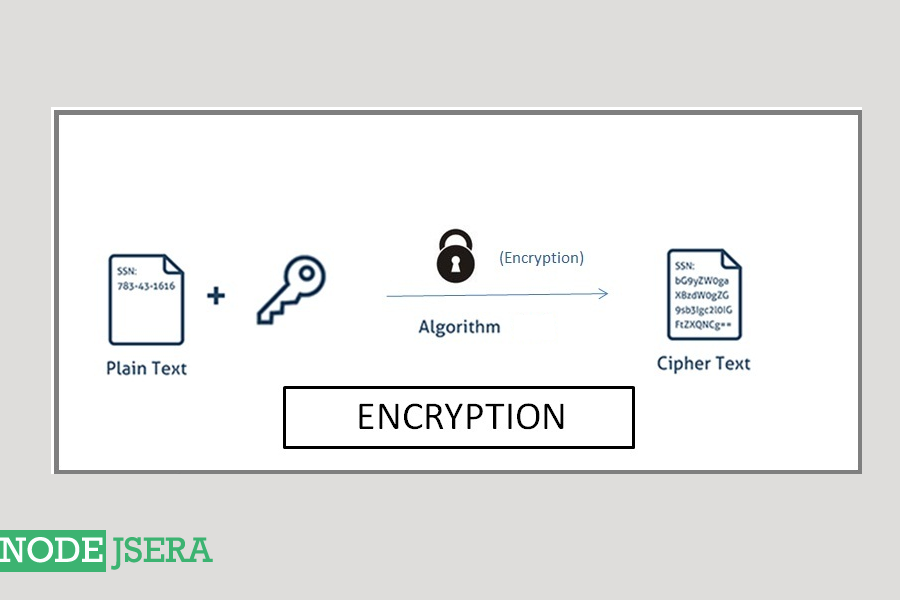 SSN:
783-43-1616
+
Plain Text
(Encryption)
Algorithm
SSN:
bG9yZW0ga
XBzdW0gZG
9sb3Igc2l0IG
FtZXQNCg==
Cipher Text
ENCRYPTION
NODE JSERA